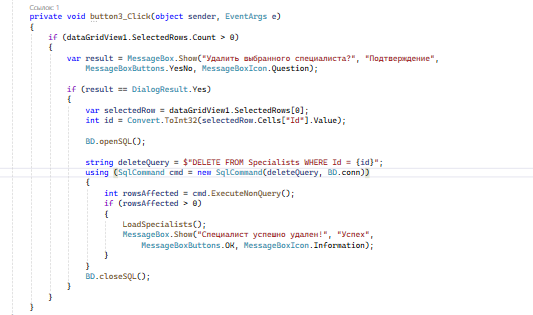 Ссылок: 1
private void button3_Click(object sender, EventArgs e)
{
if (dataGridView1.SelectedRows.Count > 0)
{
var result = MessageBox.Show("Удалить выбранного специалиста?", "Подтверждение",
MessageBoxButtons.YesNo, MessageBoxIcon.Question);
if (result == DialogResult.Yes)
{
var selectedRow = dataGridView1.SelectedRows[0];
int id = Convert.ToInt32(selectedRow.Cells["Id"].Value);
BD.openSQL();
string deleteQuery = $"DELETE FROM Specialists WHERE Id = {id}";
using (SqlCommand cmd = new SqlCommand(deleteQuery, BD.conn))
{
int rowsAffected = cmd.ExecuteNonQuery();
if (rowsAffected > 0)
{
LoadSpecialists();
MessageBox.Show("Специалист успешно удален!", "Успех",
MessageBoxButtons.OK, MessageBoxIcon.Information);
}
}
BD.closeSQL();
}
}
}